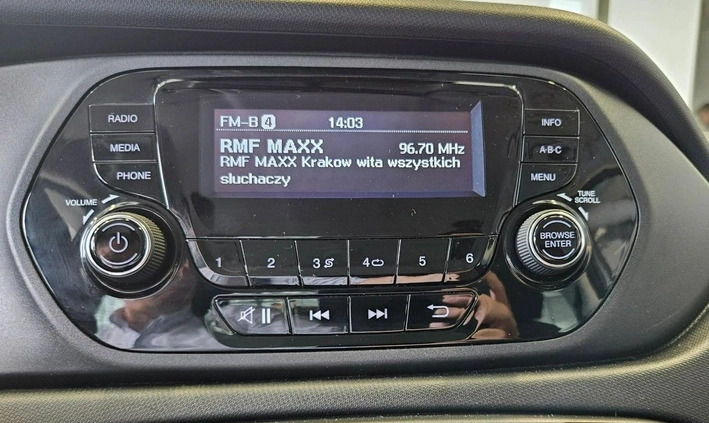 RADIO
MEDIA
PHONE
VOLUME
FM-B 4 14:03
RMF MAXX 96.70 MHz
RMF MAXX Krakow wita wszystkich
sluchaczy
INFO
A-B-C
MENU
TUNE
SCROLL
BROWSE
ENTER
1 2 3 4 5 6